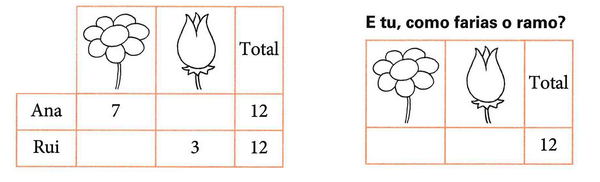 E tu, como farias o ramo?
Total
Ana 7 12
Rui 3 12
Total
12